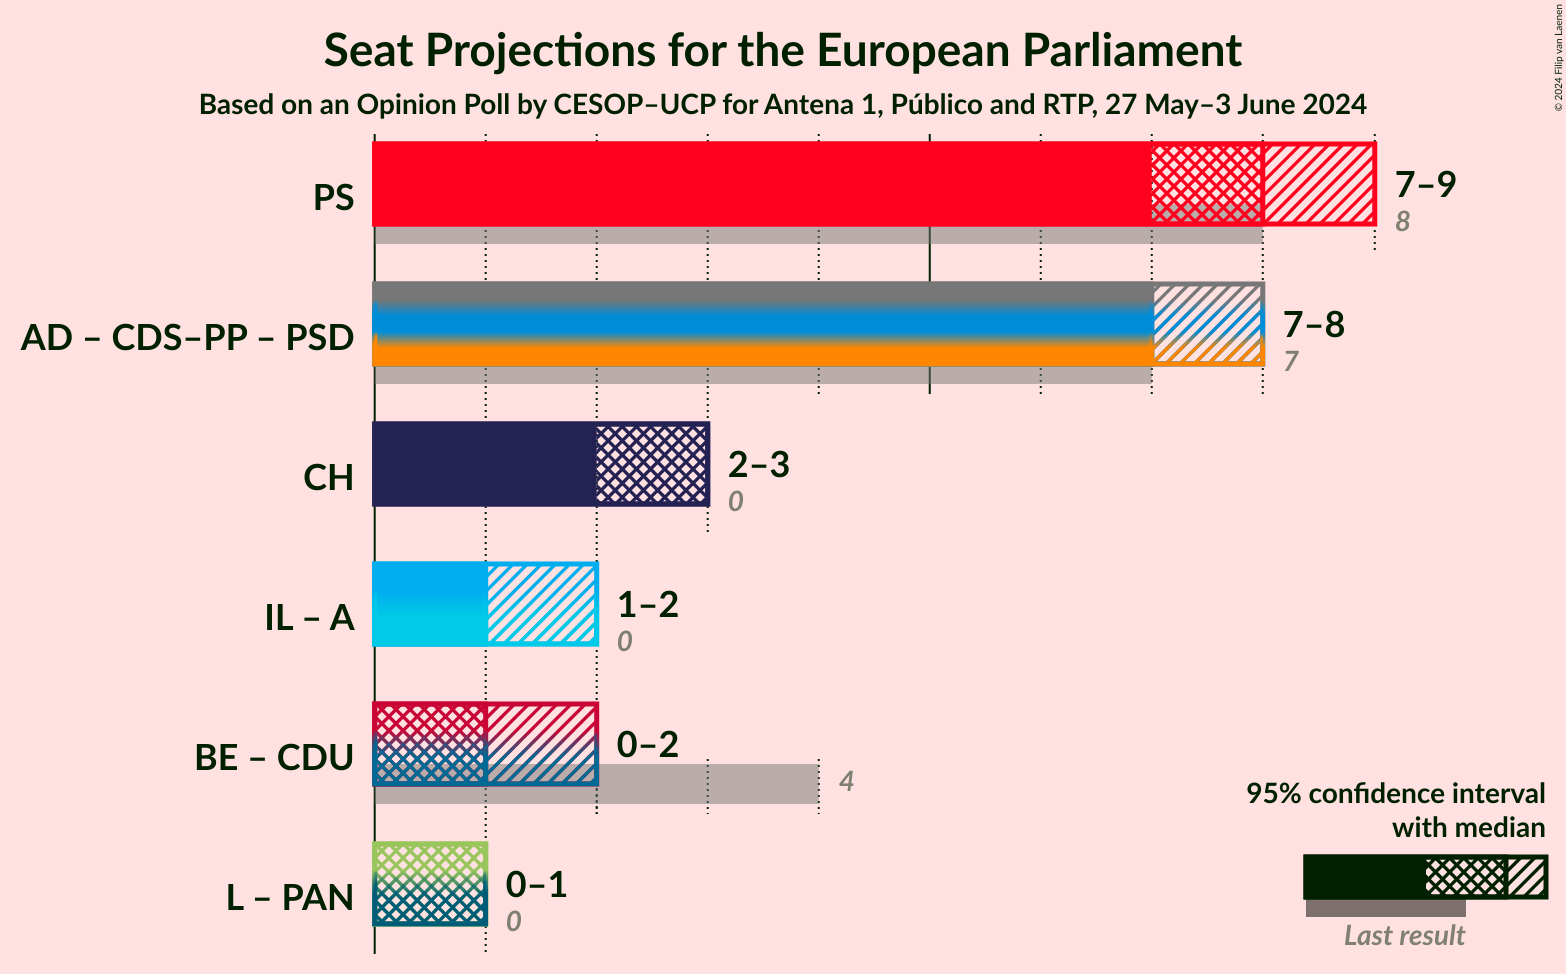 Seat Projections for the European Parliament
Based on an Opinion Poll by CESOP–UCP for Antena 1, Público and RTP, 27 May–3 June 2024
© 2024 Filip van Laenen
PS
7–9
8
AD – CDS–PP – PSD
7–8
7
CH
2–3
0
IL – A
1–2
0
BE – CDU
0–2
4
L – PAN
0–1
0
95% confidence interval
with median
Last result